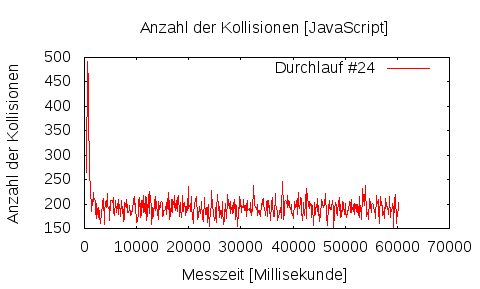 Anzahl der Kollisionen [JavaScript]
Durchlauf #24
500
450
400
350
300
250
200
150
Anzahl der Kollisionen
0 10000 20000 30000 40000 50000 60000 70000
Messzeit [Millisekunde]